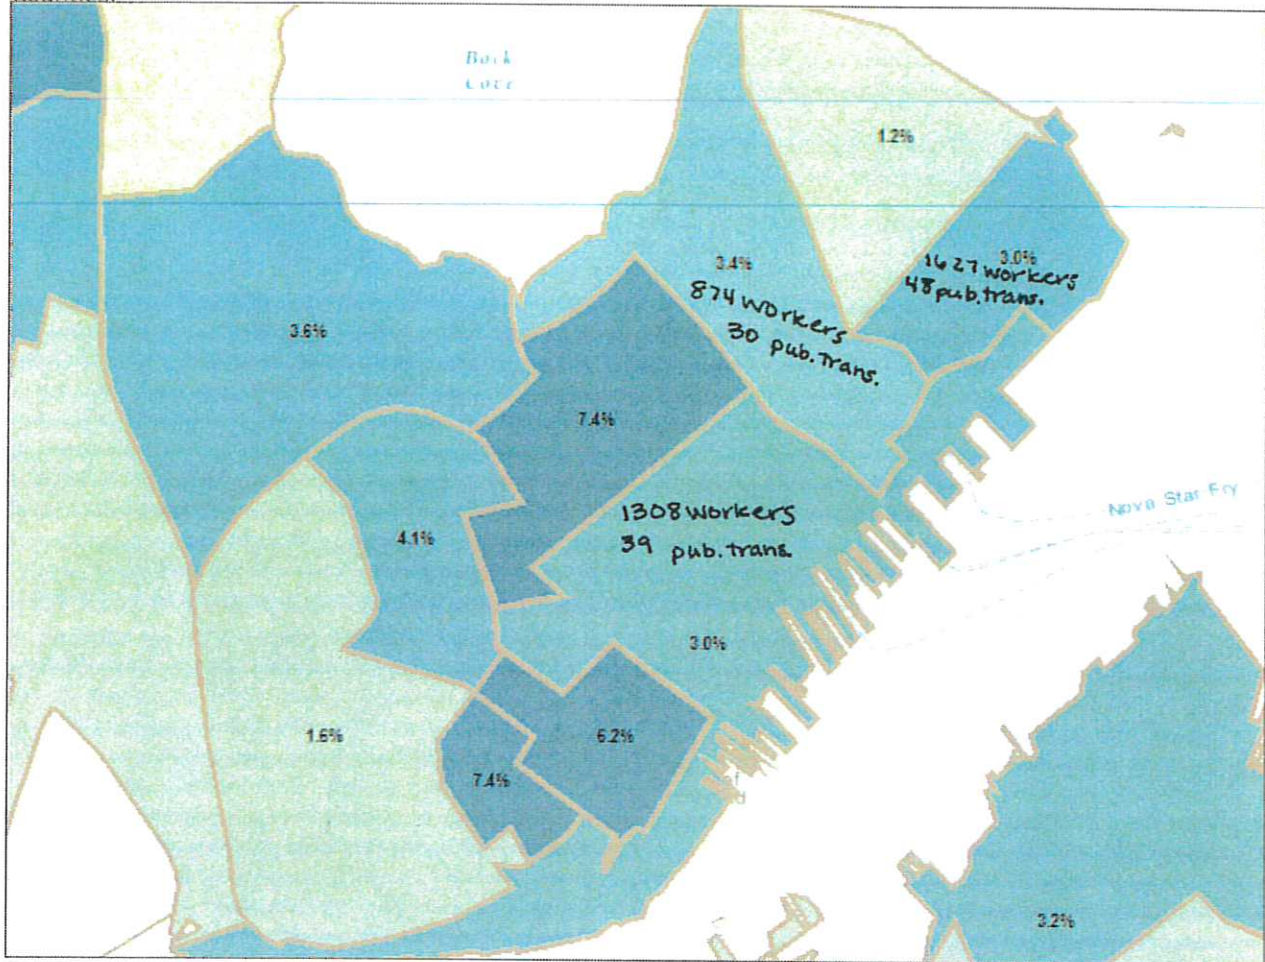 Back
Cove
1.2%
3.4%
874 workers
30 pub. trans.
3.0%
1627 workers
48 pub. trans.
3.6%
7.4%
1308 workers
39 pub. trans.
Nova Star Fry
4.1%
3.0%
1.6%
6.2%
7.4%
3.2%